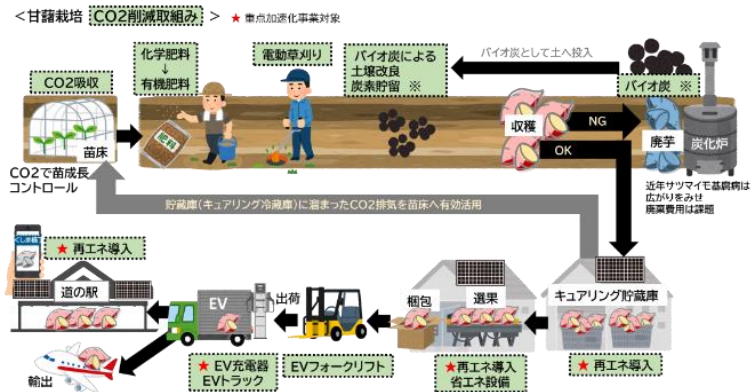 <甘藷栽培 CO2削減取組み > ★ 重点加速化事業対象
CO2吸収
化学肥料
↓
有機肥料
電動草刈り
バイオ炭による
土壌改良
炭素貯留 ※
バイオ炭として土へ投入
バイオ炭 ※
苗床
肥料
収穫
NG
OK
廃芋
炭化炉
CO2で苗成長
コントロール
近年サツマイモ基腐病は
広がりをみせ
廃棄費用は課題
貯蔵庫(キュアリング冷蔵庫)に溜まったCO2排気を苗床へ有効活用
★ 再エネ導入
道の駅
EV
出荷
梱包
選果
キュアリング貯蔵庫
輸出
★ EV充電器
EVトラック
EVフォークリフト
★再エネ導入
省エネ設備
★ 再エネ導入